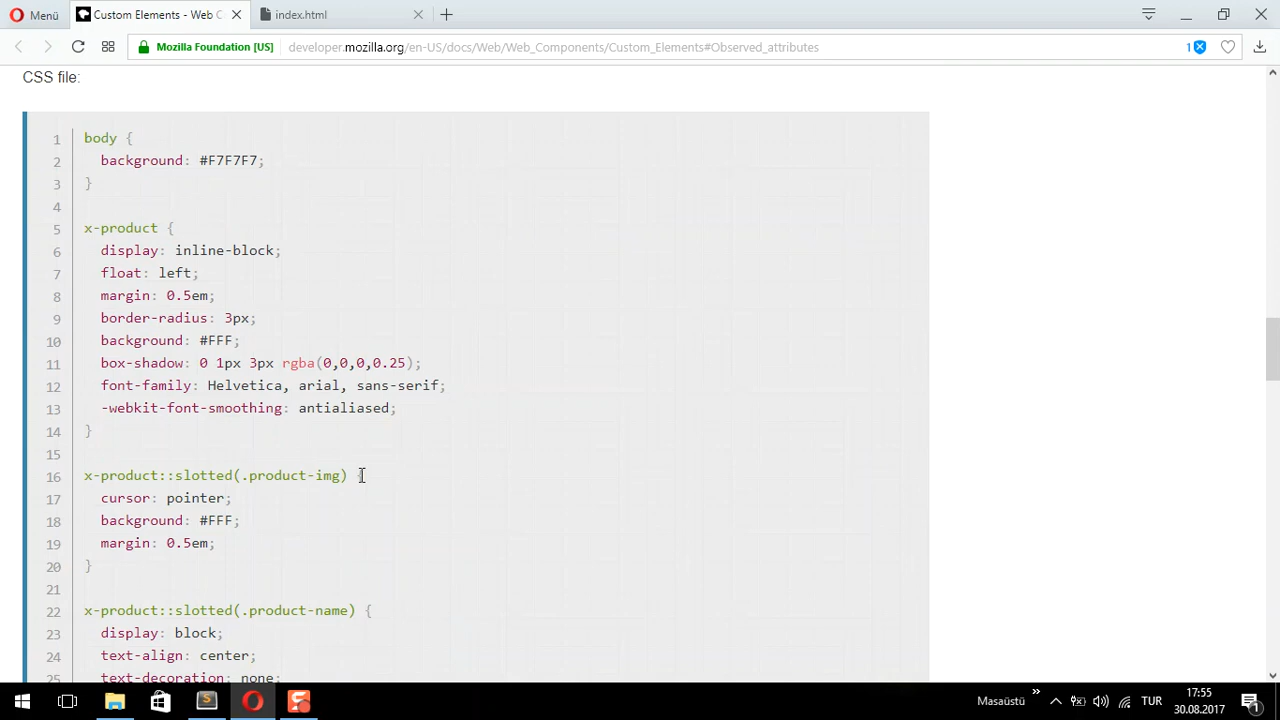 Menü
Custom Elements - Web C
index.html
Mozilla Foundation [US]
developer.mozilla.org/en-US/docs/Web/Web_Components/Custom_Elements#Observed_attributes
1
CSS file:
1 body {
2 background: #F7F7F7;
3 }
4
5 x-product {
6 display: inline-block;
7 float: left;
8 margin: 0.5em;
9 border-radius: 3px;
10 background: #FFF;
11 box-shadow: 0 1px 3px rgba(0,0,0,0.25);
12 font-family: Helvetica, arial, sans-serif;
13 -webkit-font-smoothing: antialiased;
14 }
15
16 x-product::slotted(.product-img) {
17 cursor: pointer;
18 background: #FFF;
19 margin: 0.5em;
20 }
21
22 x-product::slotted(.product-name) {
23 display: block;
24 text-align: center;
25 text-decoration: none;
Masaüstü
TUR
17:55
30.08.2017
1